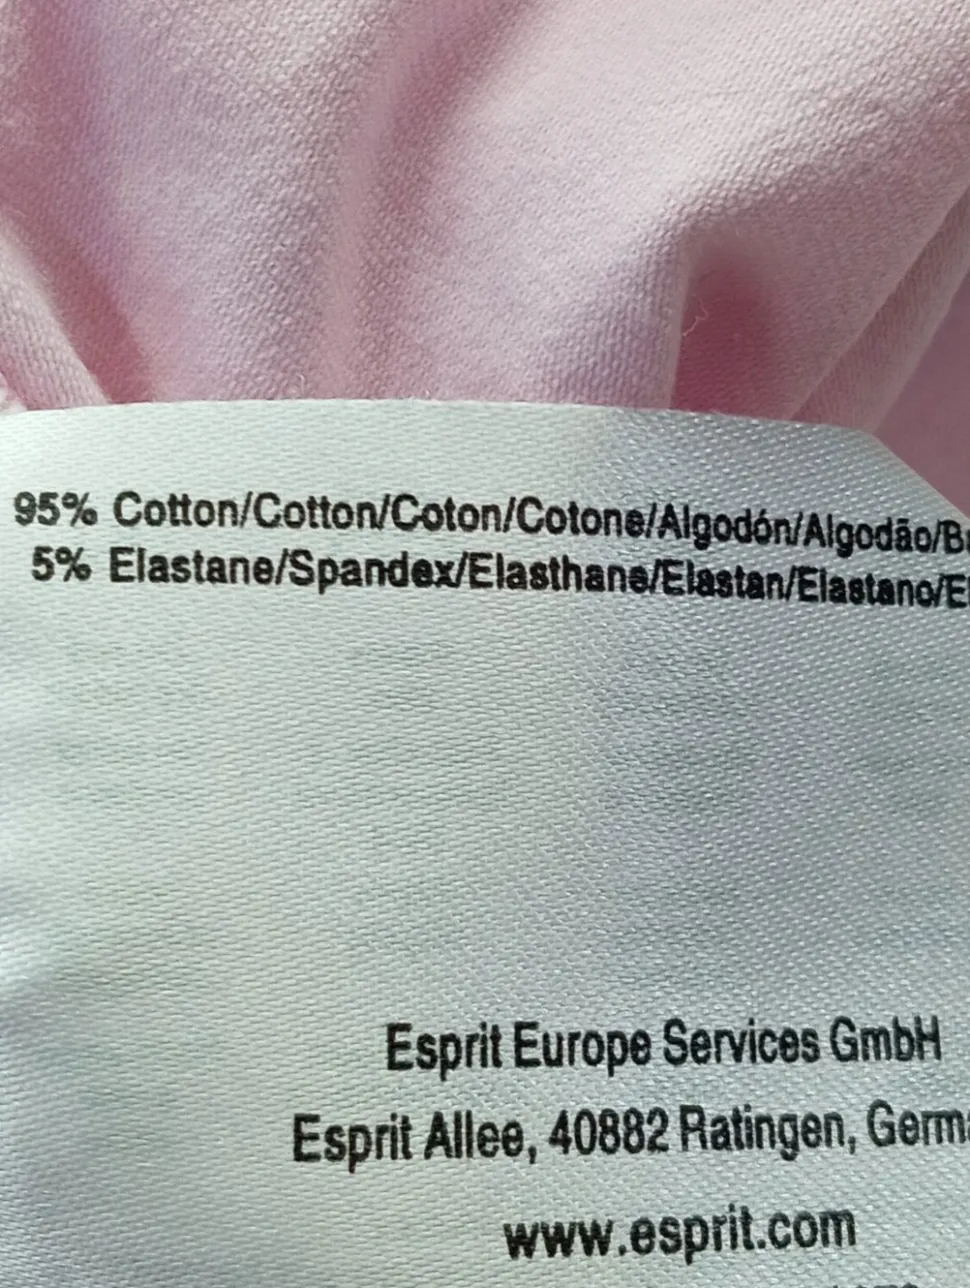 95% Cotton/Cotton/Coton/Cotone/Algodón/Algodão/B
5% Elastane/Spandex/Elasthane/Elastan/Elastano/E
Esprit Europe Services GmbH
Esprit Allee, 40882 Ratingen, Germa
www.esprit.com